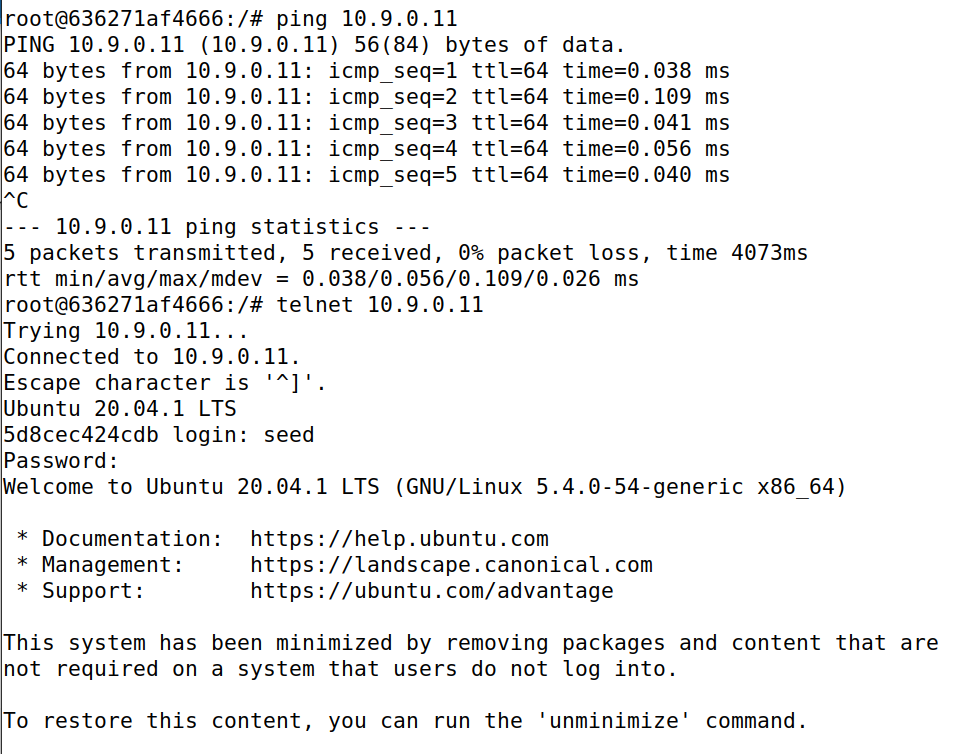 root@636271af4666:/# ping 10.9.0.11
PING 10.9.0.11 (10.9.0.11) 56(84) bytes of data.
64 bytes from 10.9.0.11: icmp_seq=1 ttl=64 time=0.038 ms
64 bytes from 10.9.0.11: icmp_seq=2 ttl=64 time=0.109 ms
64 bytes from 10.9.0.11: icmp_seq=3 ttl=64 time=0.041 ms
64 bytes from 10.9.0.11: icmp_seq=4 ttl=64 time=0.056 ms
64 bytes from 10.9.0.11: icmp_seq=5 ttl=64 time=0.040 ms
^C
--- 10.9.0.11 ping statistics ---
5 packets transmitted, 5 received, 0% packet loss, time 4073ms
rtt min/avg/max/mdev = 0.038/0.056/0.109/0.026 ms
root@636271af4666:/# telnet 10.9.0.11
Trying 10.9.0.11...
Connected to 10.9.0.11.
Escape character is '^]'.
Ubuntu 20.04.1 LTS
5d8cec424cdb login: seed
Password:
Welcome to Ubuntu 20.04.1 LTS (GNU/Linux 5.4.0-54-generic x86_64)

 * Documentation:  https://help.ubuntu.com
 * Management:     https://landscape.canonical.com
 * Support:        https://ubuntu.com/advantage

This system has been minimized by removing packages and content that are
not required on a system that users do not log into.

To restore this content, you can run the 'unminimize' command.